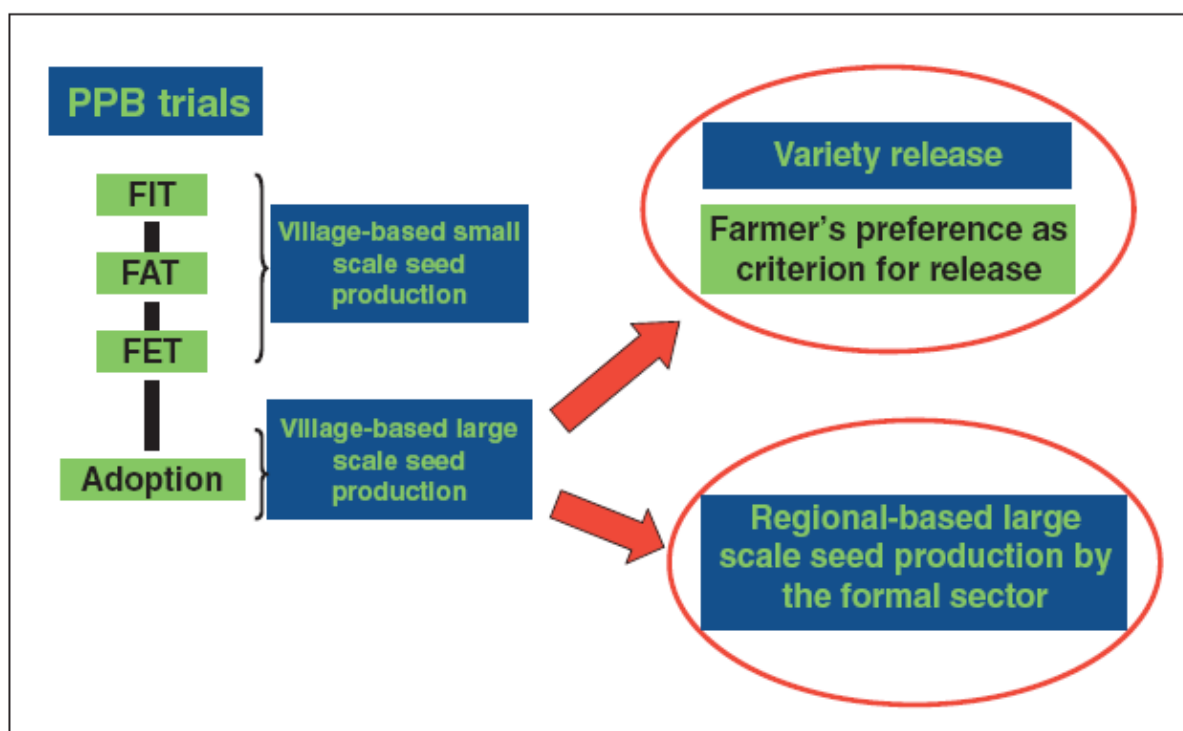 PPB trials
FIT
FAT
FET
Adoption
Village-based small
scale seed
production
Village-based large
scale seed
production
Variety release
Farmer's preference as
criterion for release
Regional-based large
scale seed production by
the formal sector